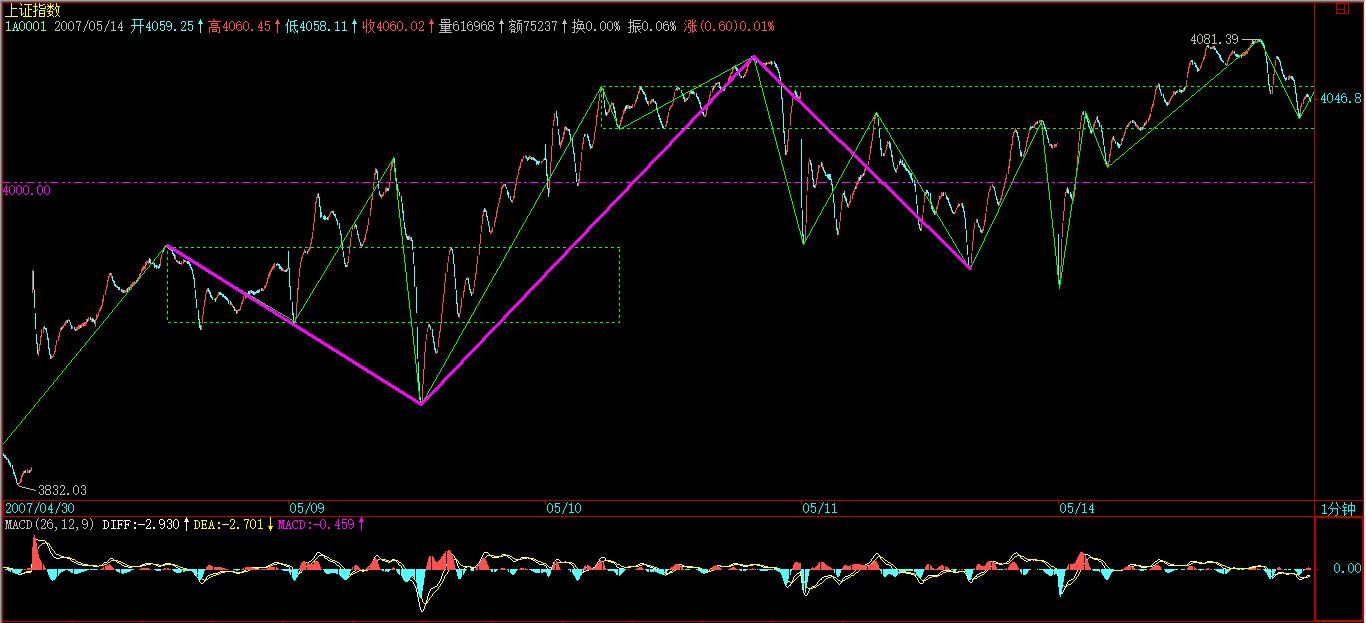 上证指数
1A0001 2007/05/14 开4059.25↑高4060.45↑低4058.11↑收4060.02↑量616968↑额75237↑换0.00% 振0.06% 涨(0.60)0.01%
4081.39
4046.8
4000.00
3832.03
2007/04/30 05/09 05/10 05/11 05/14 1分钟
MACD(26,12,9) DIFF:-2.930↑DEA:-2.701↓MACD:-0.459↑
0.00